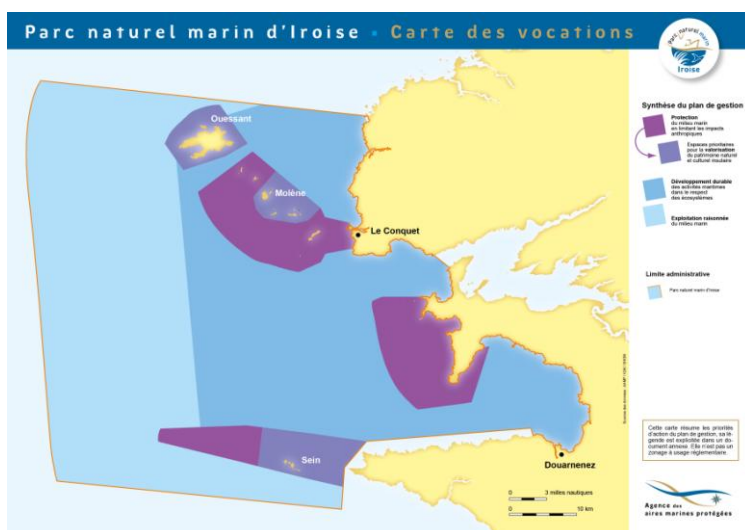 Parc naturel marin d'Iroise • Carte des vocations
Parc naturel marin
Iroise
Ouessant
Molène
Le Conquet
Sein
Douarnenez
0 3 milles nautiques
0 10 km
Synthèse du plan de gestion
Protection
du milieu marin
en limitant les impacts
anthropiques
Espaces prioritaires
pour la valorisation
du patrimoine naturel
et culturel insulaire
Développement durable
des activités maritimes
dans le respect
des écosystèmes
Exploitation raisonnée
du milieu marin
Limite administrative
Parc naturel marin d'Iroise
Cette carte résume les priorités
d'action du plan de gestion, sa lé-
gende est explicitée dans un do-
cument annexe. Elle n'est pas un
zonage à usage réglementaire.
Agence des
aires marines protégées